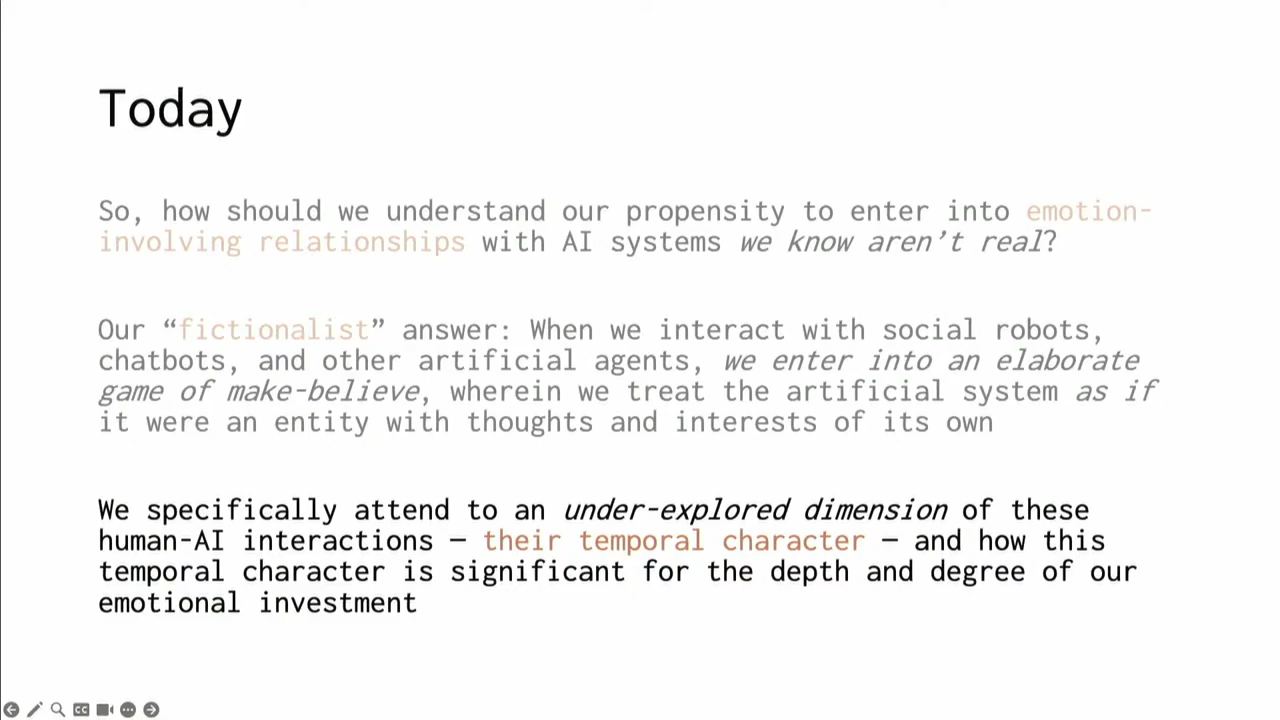 Today
So, how should we understand our propensity to enter into emotion-
involving relationships with AI systems we know aren’t real?
Our “fictionalist” answer: When we interact with social robots,
chatbots, and other artificial agents, we enter into an elaborate
game of make-believe, wherein we treat the artificial system as if
it were an entity with thoughts and interests of its own
We specifically attend to an under-explored dimension of these
human-AI interactions – their temporal character – and how this
temporal character is significant for the depth and degree of our
emotional investment
CC